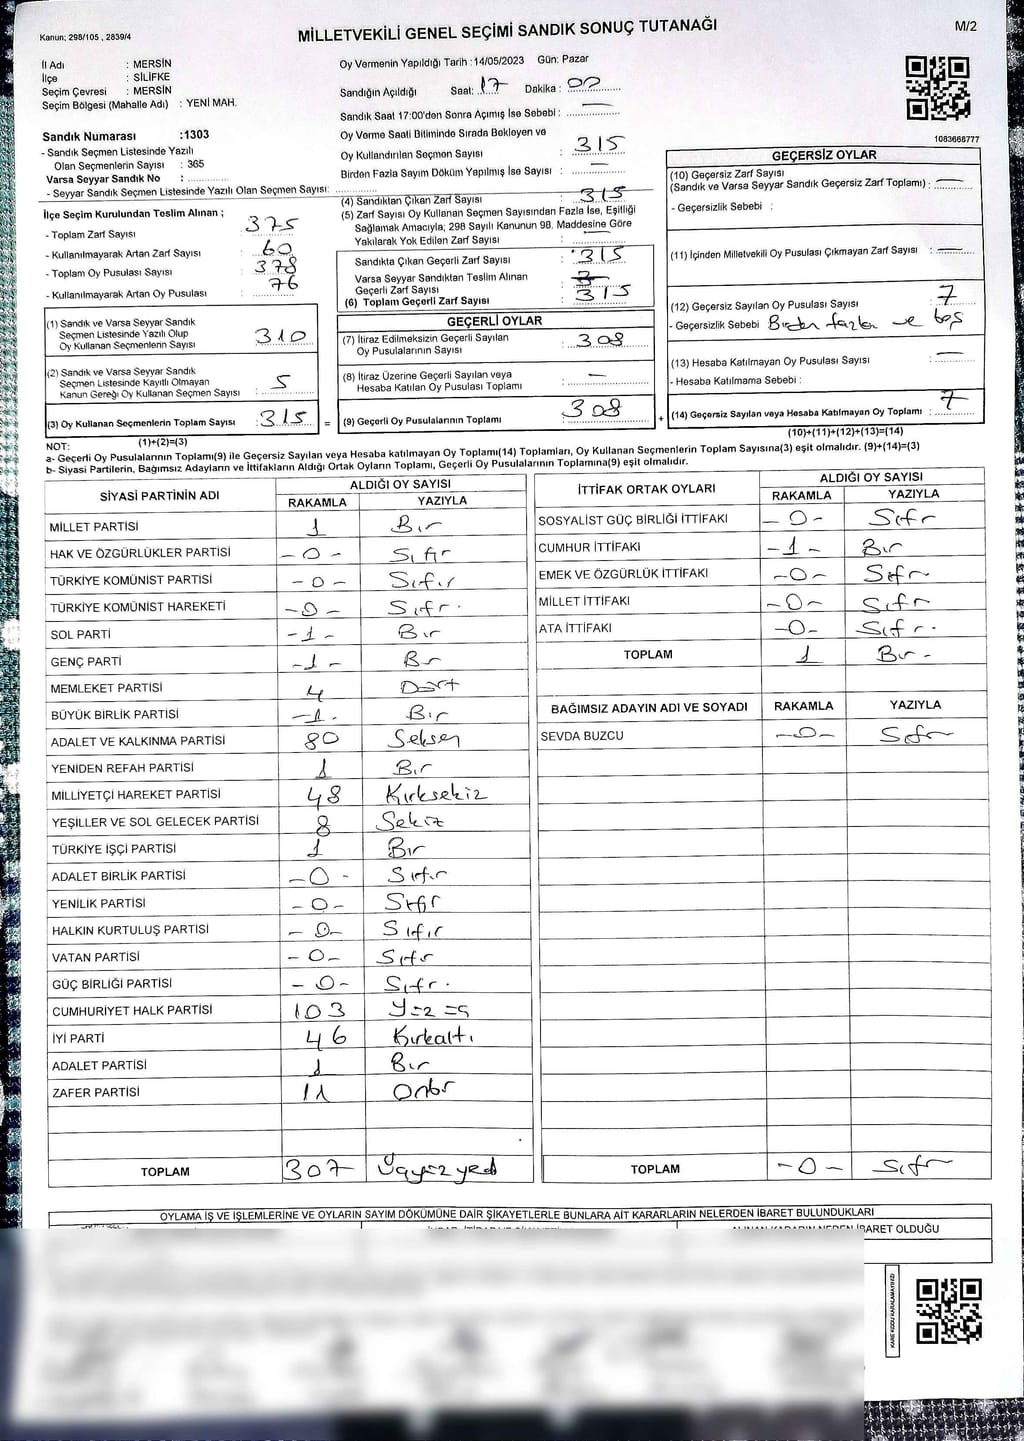 Kanun; 298/105 , 2839/4
MİLLETVEKİLİ GENEL SEÇİMİ SANDIK SONUÇ TUTANAĞI
M/2
İl Adı : MERSİN
İlçe : SİLİFKE
Seçim Çevresi : MERSİN
Seçim Bölgesi (Mahalle Adı) : YENİ MAH.
Sandık Numarası :1303
- Sandık Seçmen Listesinde Yazılı
Olan Seçmenlerin Sayısı : 365
Varsa Seyyar Sandık No :
- Seyyar Sandık Seçmen Listesinde Yazılı Olan Seçmen Sayısı:
Oy Vermenin Yapıldığı Tarih :14/05/2023 Gün: Pazar
Sandığın Açıldığı Saat: 17 Dakika : 00
Sandık Saat 17:00'den Sonra Açımış İse Sebebi : —
Oy Verme Saati Bitiminde Sırada Bekleyen ve
Oy Kullandırılan Seçmen Sayısı : 315
Birden Fazla Sayım Döküm Yapılmış İse Sayısı : —
1083668777
İlçe Seçim Kurulundan Teslim Alınan ;
- Toplam Zarf Sayısı : 375
- Kullanılmayarak Artan Zarf Sayısı : 60
- Toplam Oy Pusulası Sayısı : 378
- Kullanılmayarak Artan Oy Pusulası : 76
(4) Sandıktan Çıkan Zarf Sayısı : 315
(5) Zarf Sayısı Oy Kullanan Seçmen Sayısından Fazla İse, Eşitliği
Sağlamak Amacıyla; 298 Sayılı Kanunun 98. Maddesine Göre
Yakılarak Yok Edilen Zarf Sayısı : —
Sandıkta Çıkan Geçerli Zarf Sayısı : 315
Varsa Seyyar Sandıktan Teslim Alınan
Geçerli Zarf Sayısı :
(6) Toplam Geçerli Zarf Sayısı : 315
GEÇERSİZ OYLAR
(10) Geçersiz Zarf Sayısı
(Sandık ve Varsa Seyyar Sandık Geçersiz Zarf Toplamı) : —
- Geçersizlik Sebebi :
(11) İçinden Milletvekili Oy Pusulası Çıkmayan Zarf Sayısı : —
(12) Geçersiz Sayılan Oy Pusulası Sayısı : 7
- Geçersizlik Sebebi Birden fazla ve boş
(13) Hesaba Katılmayan Oy Pusulası Sayısı : —
- Hesaba Katılmama Sebebi :
(14) Geçersiz Sayılan veya Hesaba Katılmayan Oy Toplamı : 7
(10)+(11)+(12)+(13)=(14)
(1) Sandık ve Varsa Seyyar Sandık
Seçmen Listesinde Yazılı Olup
Oy Kullanan Seçmenlerin Sayısı : 310
(2) Sandık ve Varsa Seyyar Sandık
Seçmen Listesinde Kayıtlı Olmayan
Kanun Gereği Oy Kullanan Seçmen Sayısı : 5
(3) Oy Kullanan Seçmenlerin Toplam Sayısı : 315 =
(1)+(2)=(3)
GEÇERLİ OYLAR
(7) İtiraz Edilmeksizin Geçerli Sayılan
Oy Pusulalarının Sayısı : 308
(8) İtiraz Üzerine Geçerli Sayılan veya
Hesaba Katılan Oy Pusulası Toplamı : —
(9) Geçerli Oy Pusulalarının Toplamı : 308 +
NOT:
a- Geçerli Oy Pusulalarının Toplamı(9) ile Geçersiz Sayılan veya Hesaba katılmayan Oy Toplamı(14) Toplamları, Oy Kullanan Seçmenlerin Toplam Sayısına(3) eşit olmalıdır. (9)+(14)=(3)
b- Siyasi Partilerin, Bağımsız Adayların ve İttifakların Aldığı Ortak Oyların Toplamı, Geçerli Oy Pusulalarının Toplamına(9) eşit olmalıdır.
SİYASİ PARTİNİN ADI ALDIĞI OY SAYISI
RAKAMLA YAZIYLA
MİLLET PARTİSİ 1 Bir
HAK VE ÖZGÜRLÜKLER PARTİSİ -0- Sıfır
TÜRKİYE KOMÜNİST PARTİSİ -0- Sıfır
TÜRKİYE KOMÜNİST HAREKETİ -0- Sıfr.
SOL PARTİ -1- Bir
GENÇ PARTİ -1- Br
MEMLEKET PARTİSİ 4 Dört
BÜYÜK BİRLİK PARTİSİ -1. Bir
ADALET VE KALKINMA PARTİSİ 80 Seksen
YENİDEN REFAH PARTİSİ 1 Bir
MİLLİYETÇİ HAREKET PARTİSİ 48 Kırksekiz
YEŞİLLER VE SOL GELECEK PARTİSİ 8 Sekiz
TÜRKİYE İŞÇİ PARTİSİ 1 Bir
ADALET BİRLİK PARTİSİ -0- Sıfır
YENİLİK PARTİSİ -0- Sıfır
HALKIN KURTULUŞ PARTİSİ -0- Sıfır
VATAN PARTİSİ -0- Sıfır
GÜÇ BİRLİĞİ PARTİSİ -0- Sıfr.
CUMHURİYET HALK PARTİSİ 103
İYİ PARTİ 46 Kırkaltı
ADALET PARTİSİ 1 Bir
ZAFER PARTİSİ 11 Onbr
TOPLAM 307 Üçyüzyedi
İTTİFAK ORTAK OYLARI ALDIĞI OY SAYISI
RAKAMLA YAZIYLA
SOSYALİST GÜÇ BİRLİĞİ İTTİFAKI -0- Sıfr
CUMHUR İTTİFAKI -1- Bir
EMEK VE ÖZGÜRLÜK İTTİFAKI -0- Sıfr
MİLLET İTTİFAKI -0- Sıfr
ATA İTTİFAKI -0- Sıfr.
TOPLAM 1 Bir.
BAĞIMSIZ ADAYIN ADI VE SOYADI RAKAMLA YAZIYLA
SEVDA BUZCU -0- Sıfr
TOPLAM -0- Sıfr
OYLAMA İŞ VE İŞLEMLERİNE VE OYLARIN SAYIM DÖKÜMÜNE DAİR ŞİKAYETLERLE BUNLARA AİT KARARLARIN NELERDEN İBARET BULUNDUKLARI
İBARET OLDUĞU
KARE KODU KARALAMAYINIZ!